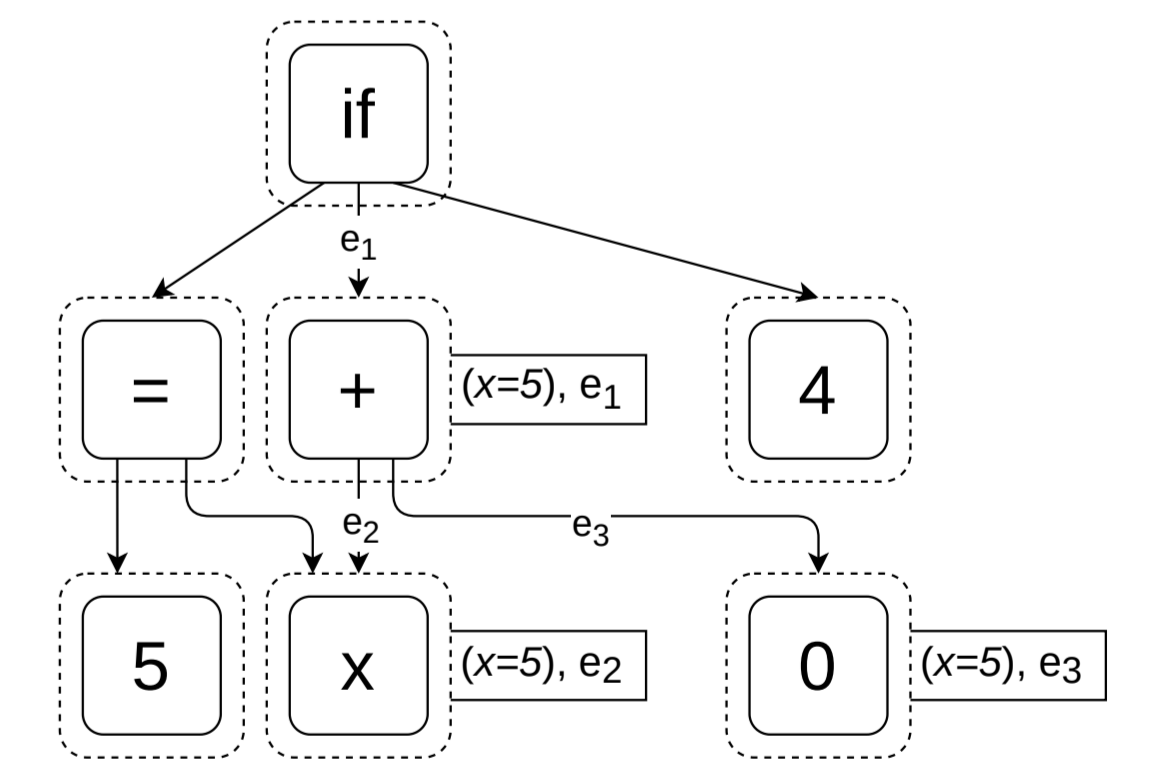 if
e₁
=
+
(x=5), e₁
4
e₂
e₃
5
x
(x=5), e₂
0
(x=5), e₃